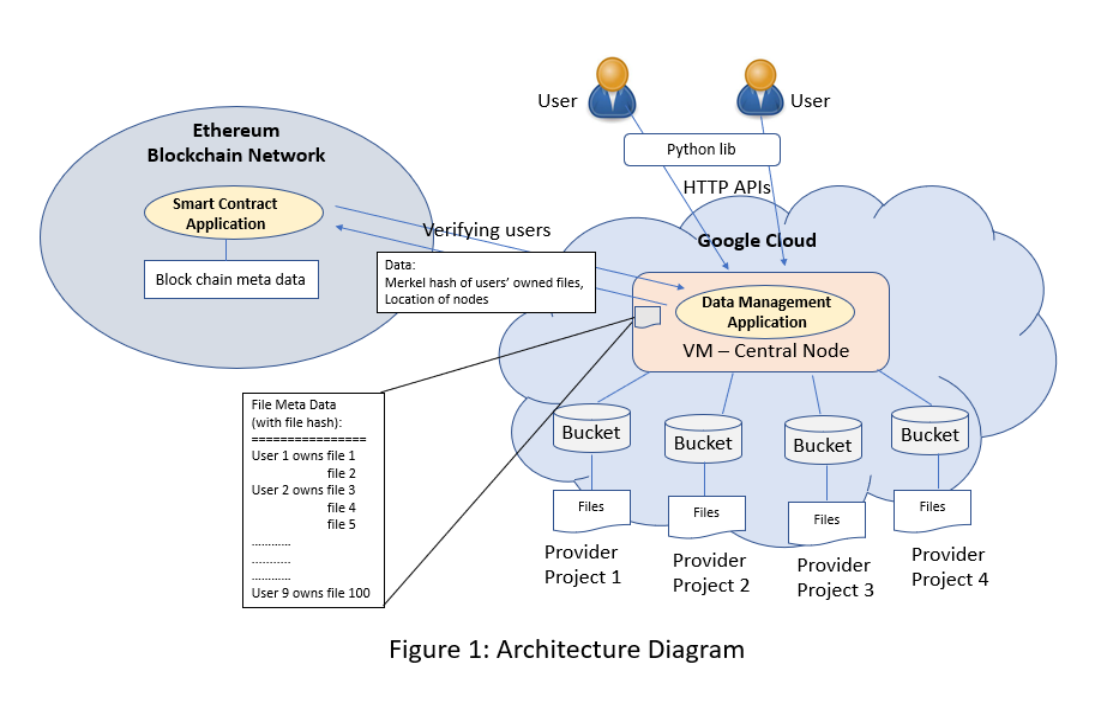 User
User
Python lib
HTTP APIs
Ethereum
Blockchain Network
Smart Contract
Application
Block chain meta data
Verifying users
Data:
Merkel hash of users’ owned files,
Location of nodes
Google Cloud
Data Management
Application
VM – Central Node
File Meta Data
(with file hash):
================
User 1 owns file 1
file 2
User 2 owns file 3
file 4
file 5
............
............
............
User 9 owns file 100
Bucket
Bucket
Bucket
Bucket
Files
Files
Files
Files
Provider
Project 1
Provider
Project 2
Provider
Project 3
Provider
Project 4
Figure 1: Architecture Diagram